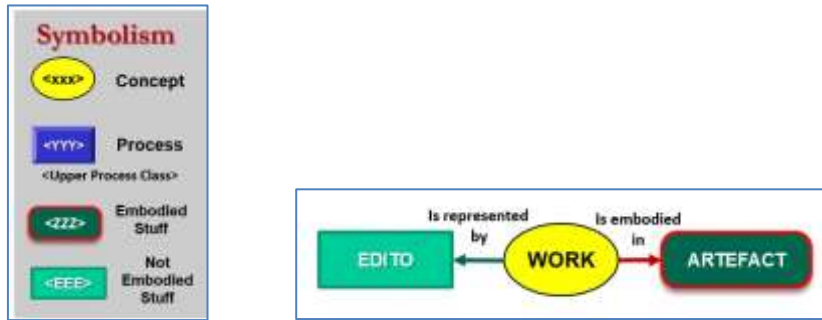 Symbolism
<xxx>
Concept
<YYY>
Process
<Upper Process Class>
<ZZZ>
Embodied
Stuff
<EEE>
Not
Embodied
Stuff
Is represented
by
Is embodied
in
EDITO
WORK
ARTEFACT